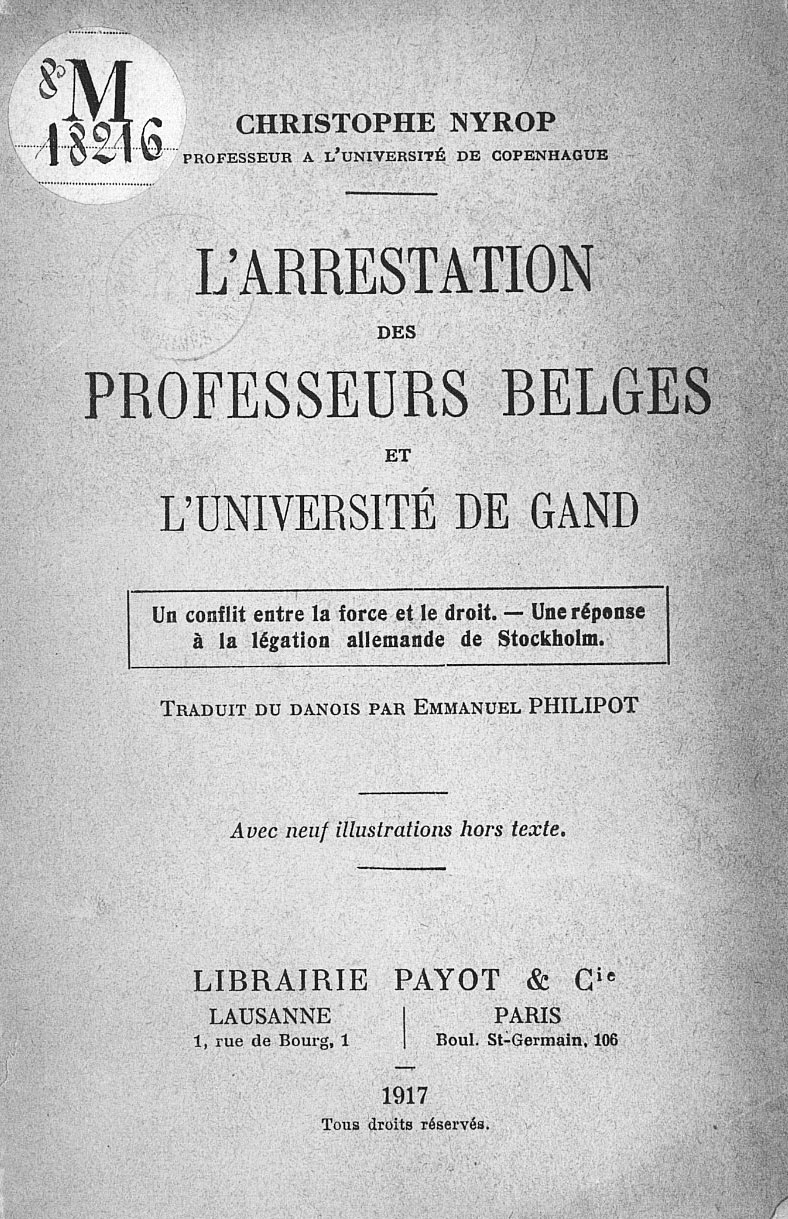 8º M
18216
CHRISTOPHE NYROP
PROFESSEUR A L'UNIVERSITÉ DE COPENHAGUE
L'ARRESTATION
DES
PROFESSEURS BELGES
ET
L'UNIVERSITÉ DE GAND
Un conflit entre la force et le droit. — Une réponse
à la légation allemande de Stockholm.
TRADUIT DU DANOIS PAR EMMANUEL PHILIPOT
Avec neuf illustrations hors texte.
LIBRAIRIE PAYOT & Cie
LAUSANNE
1, rue de Bourg, 1
PARIS
Boul. St-Germain, 106
1917
Tous droits réservés.